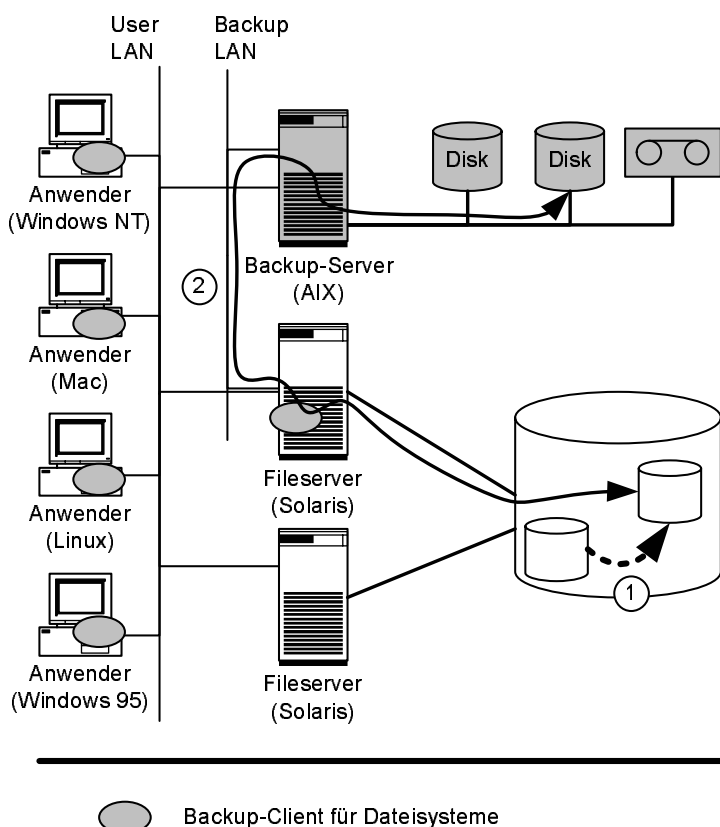 User
LAN
Backup
LAN
Disk
Disk
Anwender
(Windows NT)
Backup-Server
(AIX)
2
Anwender
(Mac)
Fileserver
(Solaris)
Anwender
(Linux)
1
Anwender
(Windows 95)
Fileserver
(Solaris)
Backup-Client für Dateisysteme